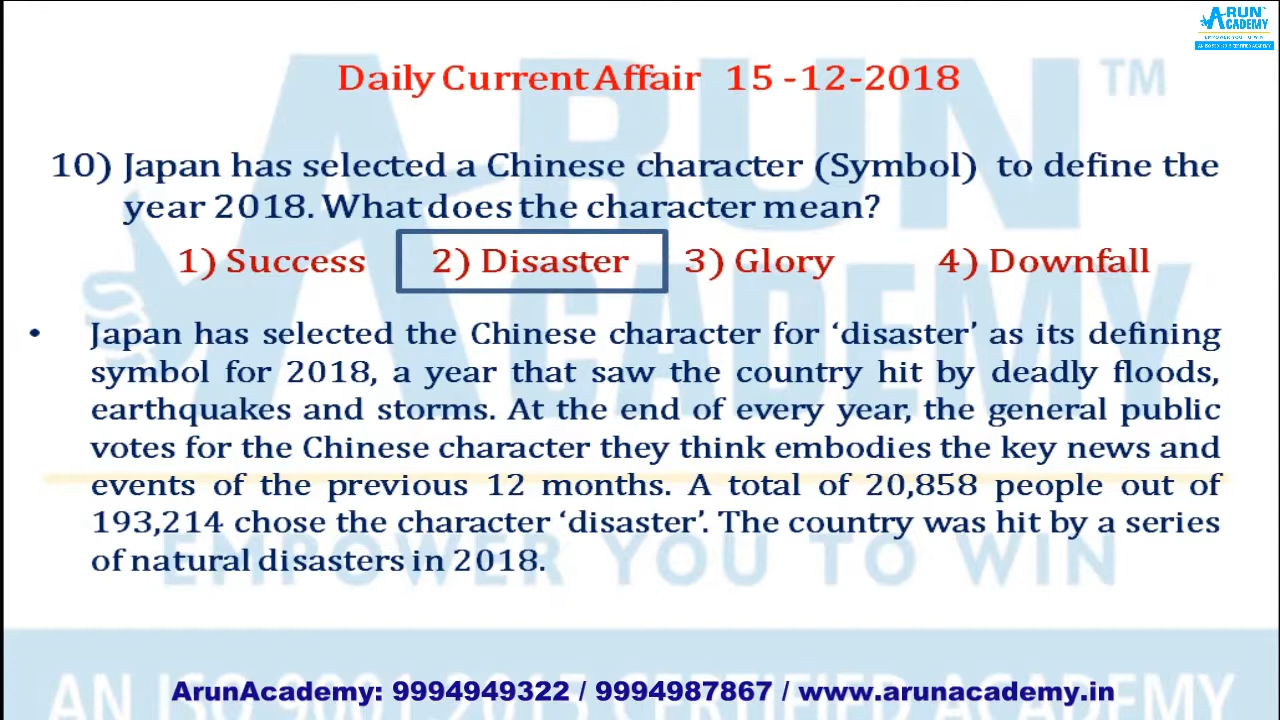 ARUN
ACADEMY
EMPOWER YOU TO WIN
Daily Current Affair 15 -12-2018
10) Japan has selected a Chinese character (Symbol) to define the
year 2018. What does the character mean?
1) Success 2) Disaster 3) Glory 4) Downfall
• Japan has selected the Chinese character for ‘disaster’ as its defining
symbol for 2018, a year that saw the country hit by deadly floods,
earthquakes and storms. At the end of every year, the general public
votes for the Chinese character they think embodies the key news and
events of the previous 12 months. A total of 20,858 people out of
193,214 chose the character ‘disaster’. The country was hit by a series
of natural disasters in 2018.
ARUN TM
ACADEMY
EMPOWER YOU TO WIN
ArunAcademy: 9994949322 / 9994987867 / www.arunacademy.in